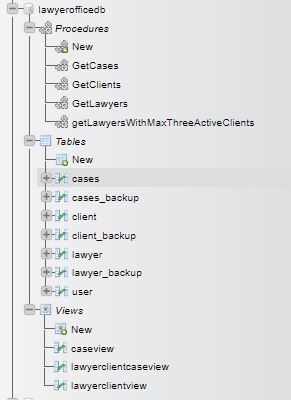 lawyerofficedb
Procedures
New
GetCases
GetClients
GetLawyers
getLawyersWithMaxThreeActiveClients
Tables
New
cases
cases_backup
client
client_backup
lawyer
lawyer_backup
user
Views
New
caseview
lawyerclientcaseview
lawyerclientview